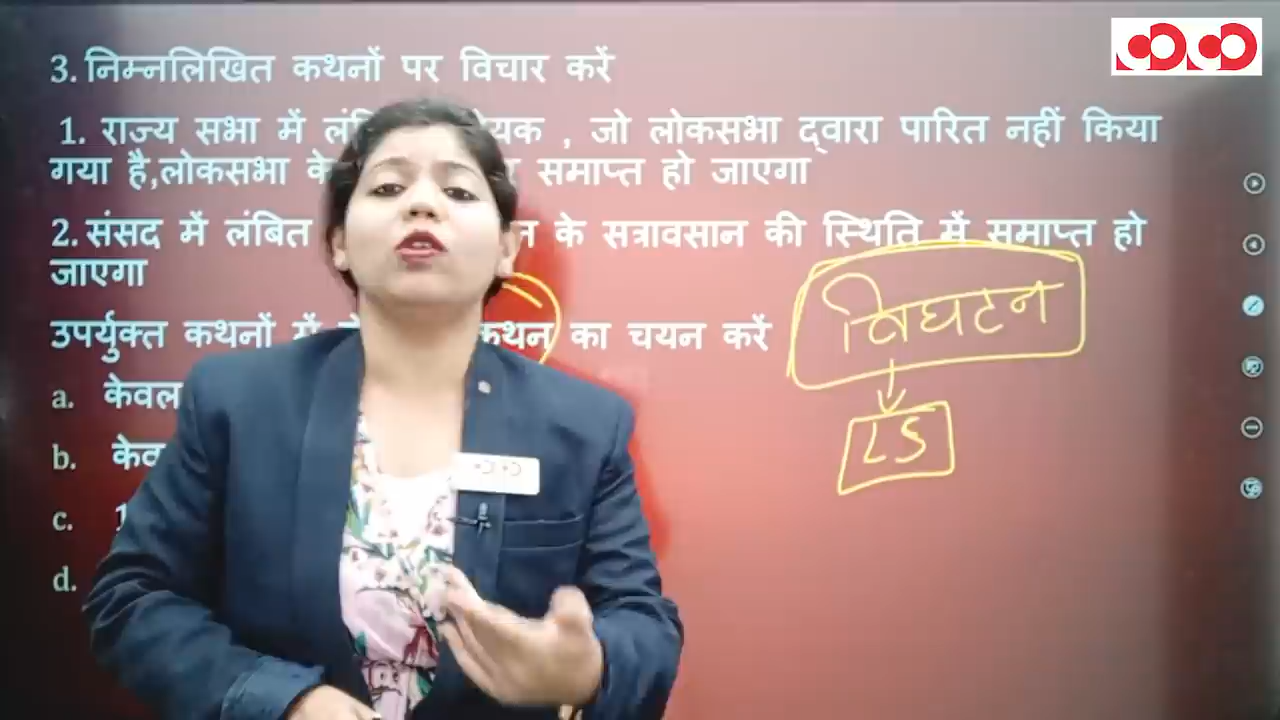 3. निम्नलिखित कथनों पर विचार करें
1. राज्य सभा में , जो लोकसभा द्वारा पारित नहीं किया
गया है,लोकसभा के समाप्त हो जाएगा
2. संसद में लंबित के सत्रावसान की स्थिति में समाप्त हो
जाएगा
विघटन
उपर्युक्त कथनों में कथन का चयन करें
a. केवल
LS
b.
c. 1
d.